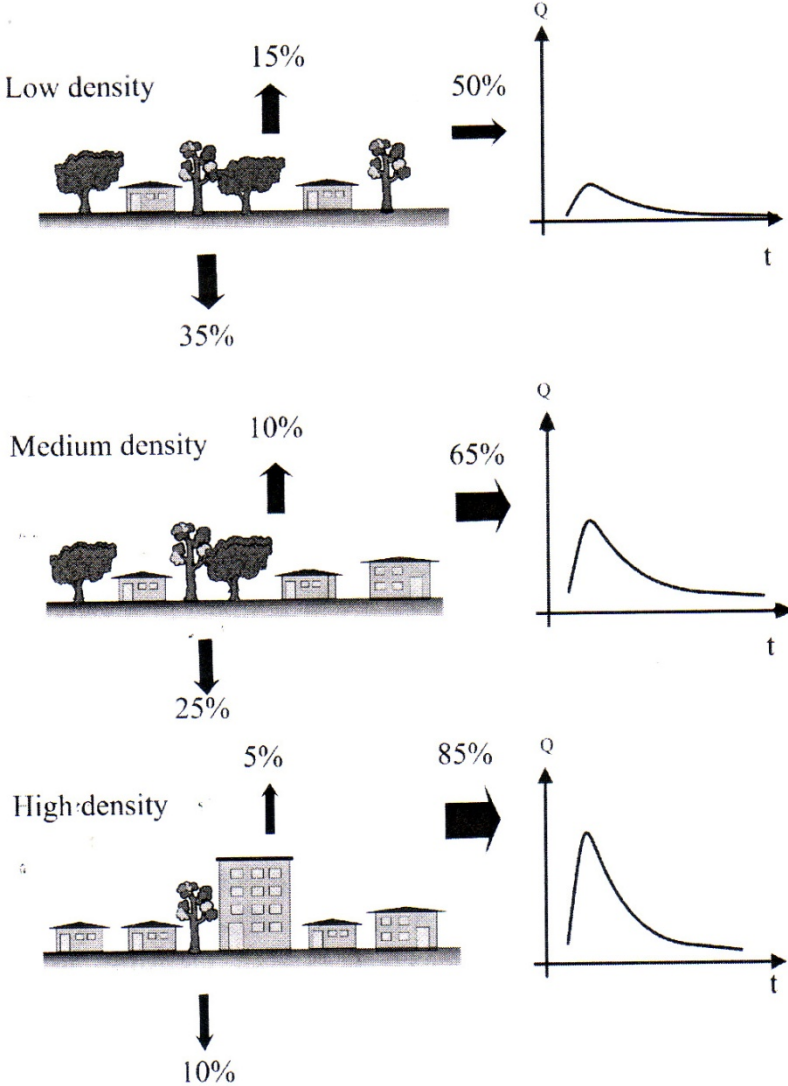 Q
15%
Low density
50%
t
35%
Q
10%
Medium density
65%
t
25%
Q
5%
85%
High density
t
10%